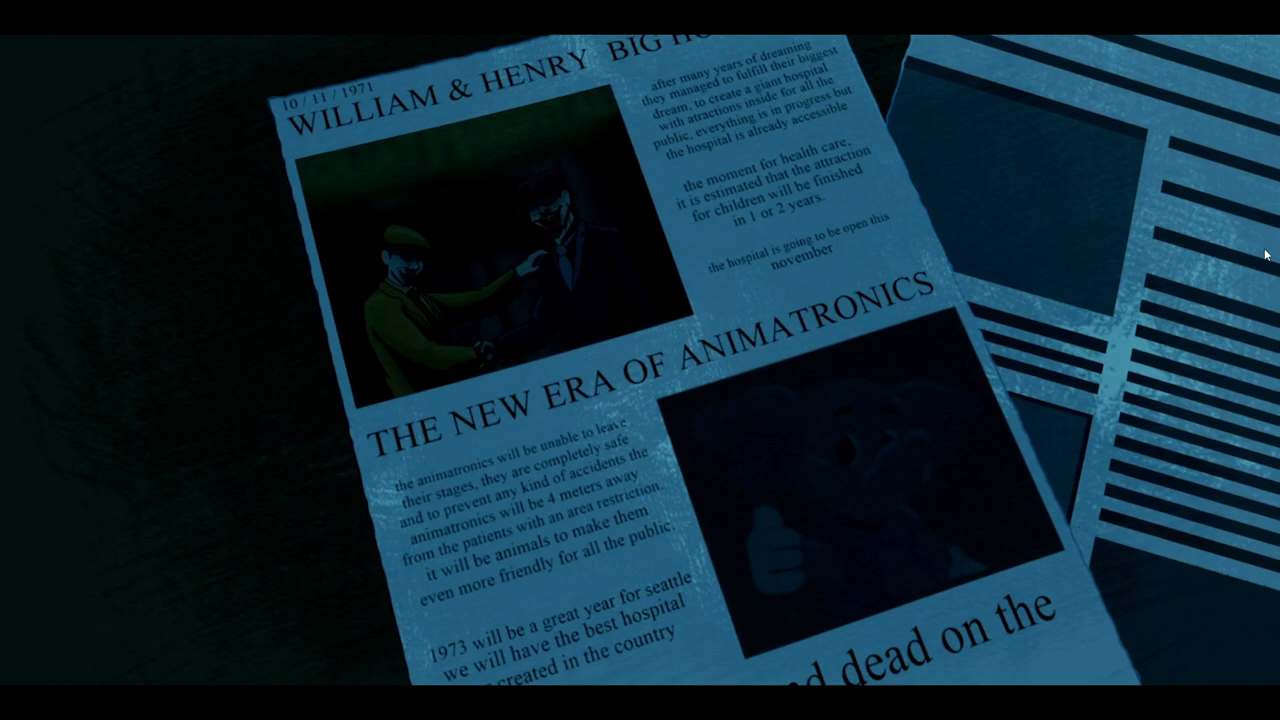 10 / 11 / 1971
WILLIAM & HENRY BIG
after many years of dreaming
they managed to fulfill their biggest
dream, to create a giant hospital
with atractions inside for all the
public, everything is in progress but
the hospital is already accessible
the moment for health care,
it is estimated that the attraction
for children will be finished
in 1 or 2 years.
the hospital is going to be open this
november
THE NEW ERA OF ANIMATRONICS
the animatronics will be unable to leave
their stages, they are completely safe
and to prevent any kind of accidents the
animatronics will be 4 meters away
from the patients with an area restriction.
it will be animals to make them
even more friendly for all the public.
1973 will be a great year for seattle
we will have the best hospital
created in the country
dead on the